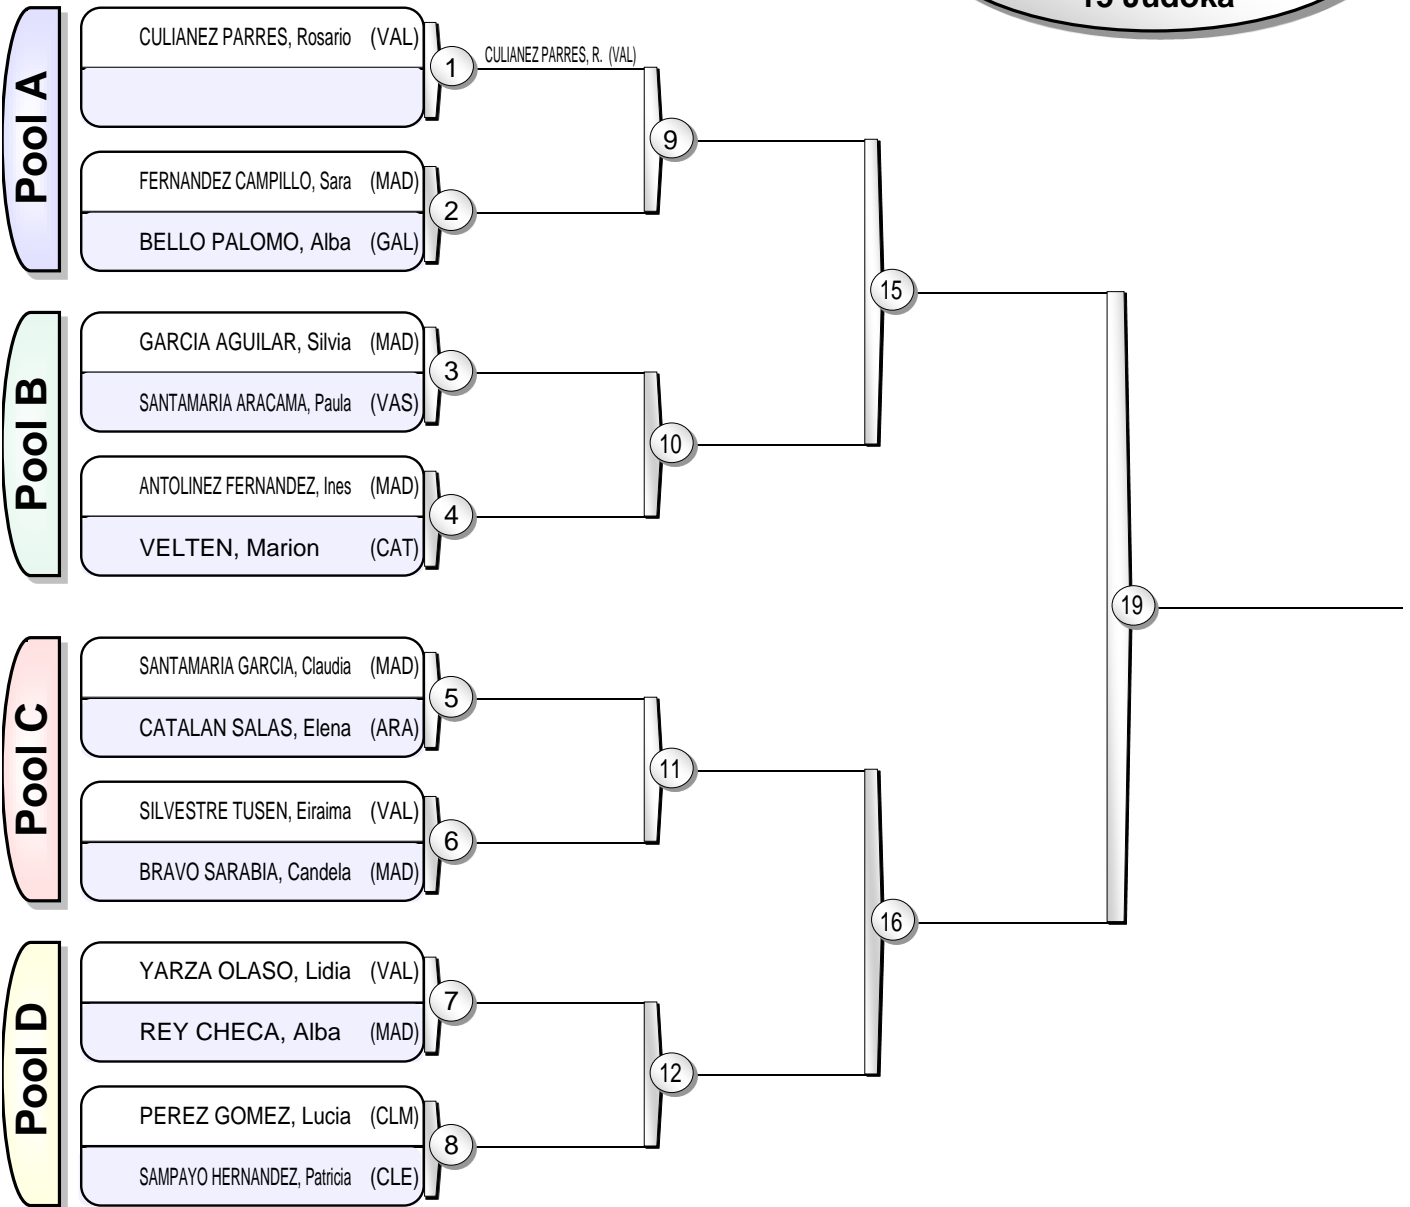 15 Judoka
Pool A
CULIANEZ PARRES, Rosario (VAL)
1
CULIANEZ PARRES, R. (VAL)
9
FERNANDEZ CAMPILLO, Sara (MAD)
2
BELLO PALOMO, Alba (GAL)
15
Pool B
GARCIA AGUILAR, Silvia (MAD)
3
SANTAMARIA ARACAMA, Paula (VAS)
10
ANTOLINEZ FERNANDEZ, Ines (MAD)
4
VELTEN, Marion (CAT)
19
Pool C
SANTAMARIA GARCIA, Claudia (MAD)
5
CATALAN SALAS, Elena (ARA)
11
SILVESTRE TUSEN, Eiraima (VAL)
6
BRAVO SARABIA, Candela (MAD)
16
Pool D
YARZA OLASO, Lidia (VAL)
7
REY CHECA, Alba (MAD)
12
PEREZ GOMEZ, Lucia (CLM)
8
SAMPAYO HERNANDEZ, Patricia (CLE)